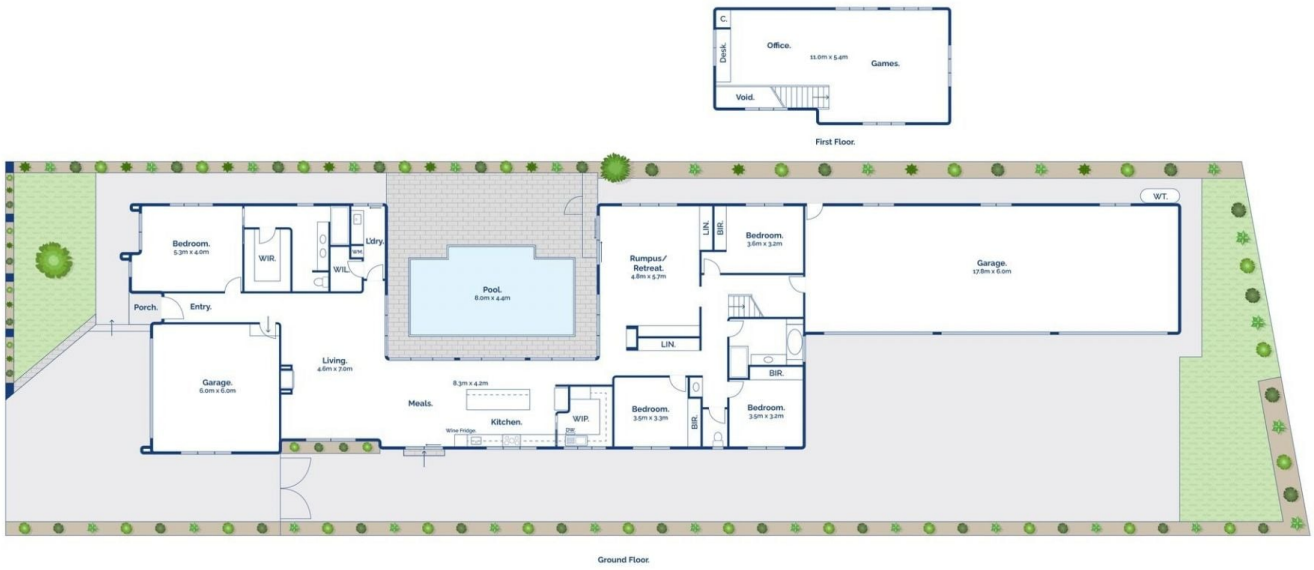 C.
Desk.
Office.
11.0m x 5.4m
Games.
Void.
First Floor.
WT.
Bedroom.
5.3m x 4.0m
WIR.
L'dry.
WM
WIL.
Porch.
Entry.
Pool.
8.0m x 4.4m
Rumpus/
Retreat.
4.8m x 5.7m
LIN.
BIR.
Bedroom.
3.6m x 3.2m
Garage.
17.8m x 6.0m
LIN.
Living.
4.6m x 7.0m
Garage.
6.0m x 6.0m
8.3m x 4.2m
Meals.
Kitchen.
Wine Fridge.
WIP.
DW.
Bedroom.
3.5m x 3.3m
BIR.
BIR.
Bedroom.
3.5m x 3.2m
Ground Floor.